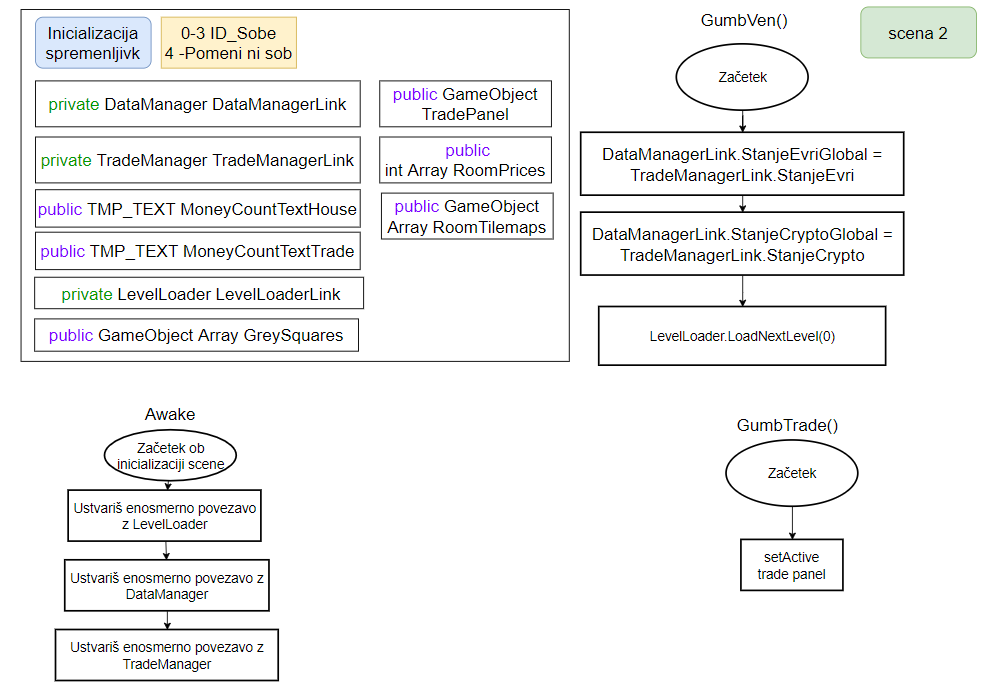 Inicializacija
spremenljivk
0-3 ID_Sobe
4 -Pomeni ni sob
private DataManager DataManagerLink
private TradeManager TradeManagerLink
public TMP_TEXT MoneyCountTextHouse
public TMP_TEXT MoneyCountTextTrade
private LevelLoader LevelLoaderLink
public GameObject Array GreySquares
public GameObject
TradePanel
public
int Array RoomPrices
public GameObject
Array RoomTilemaps
GumbVen()
Začetek
DataManagerLink.StanjeEvriGlobal =
TradeManagerLink.StanjeEvri
DataManagerLink.StanjeCryptoGlobal =
TradeManagerLink.StanjeCrypto
LevelLoader.LoadNextLevel(0)
scena 2
Awake
Začetek ob
inicializaciji scene
Ustvariš enosmerno povezavo
z LevelLoader
Ustvariš enosmerno povezavo z
DataManager
Ustvariš enosmerno povezavo z
TradeManager
GumbTrade()
Začetek
setActive
trade panel